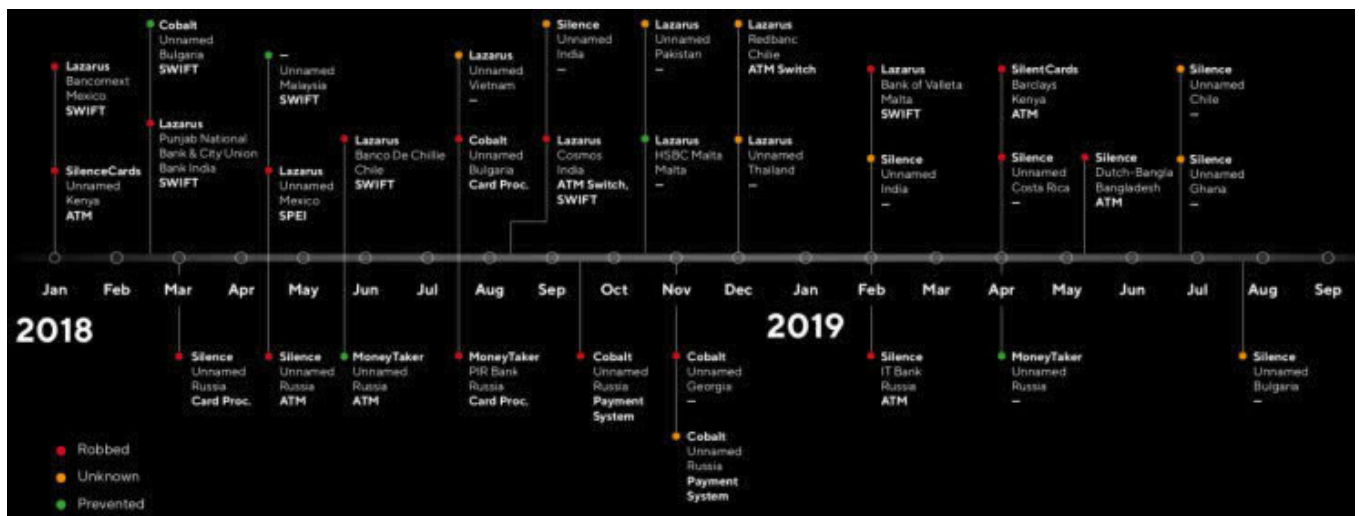 Lazarus
Bancomext
Mexico
SWIFT
SilenceCards
Unnamed
Kenya
ATM
Cobalt
Unnamed
Bulgaria
SWIFT
Lazarus
Punjab National
Bank & City Union
Bank India
SWIFT
—
Unnamed
Malaysia
SWIFT
Lazarus
Unnamed
Mexico
SPEI
Lazarus
Banco De Chillie
Chile
SWIFT
Lazarus
Unnamed
Vietnam
—
Cobalt
Unnamed
Bulgaria
Card Proc.
Silence
Unnamed
India
—
Lazarus
Cosmos
India
ATM Switch,
SWIFT
Lazarus
Unnamed
Pakistan
—
Lazarus
HSBC Malta
Malta
—
Lazarus
Redbanc
Chilie
ATM Switch
Lazarus
Unnamed
Thailand
—
Lazarus
Bank of Valleta
Malta
SWIFT
Silence
Unnamed
India
—
SilentCards
Barclays
Kenya
ATM
Silence
Unnamed
Costa Rica
—
Silence
Dutch-Bangla
Bangladesh
ATM
Silence
Unnamed
Chile
—
Silence
Unnamed
Ghana
—
Jan Feb Mar Apr May Jun Jul Aug Sep Oct Nov Dec Jan Feb Mar Apr May Jun Jul Aug Sep
2018 2019
Silence
Unnamed
Russia
Card Proc.
Silence
Unnamed
Russia
ATM
MoneyTaker
Unnamed
Russia
ATM
MoneyTaker
PIR Bank
Russia
Card Proc.
Cobalt
Unnamed
Russia
Payment
System
Cobalt
Unnamed
Georgia
—
Cobalt
Unnamed
Russia
Payment
System
Silence
IT Bank
Russia
ATM
MoneyTaker
Unnamed
Russia
—
Silence
Unnamed
Bulgaria
—
Robbed
Unknown
Prevented